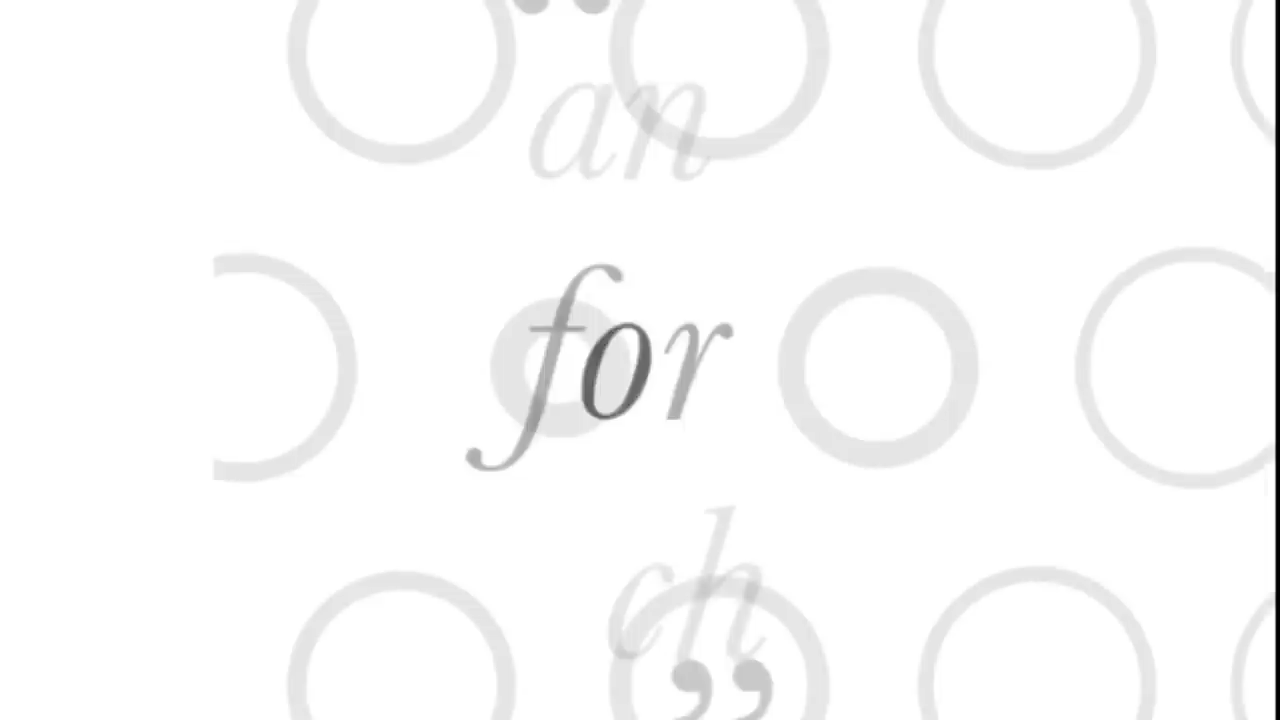 “
an
for
ch
”